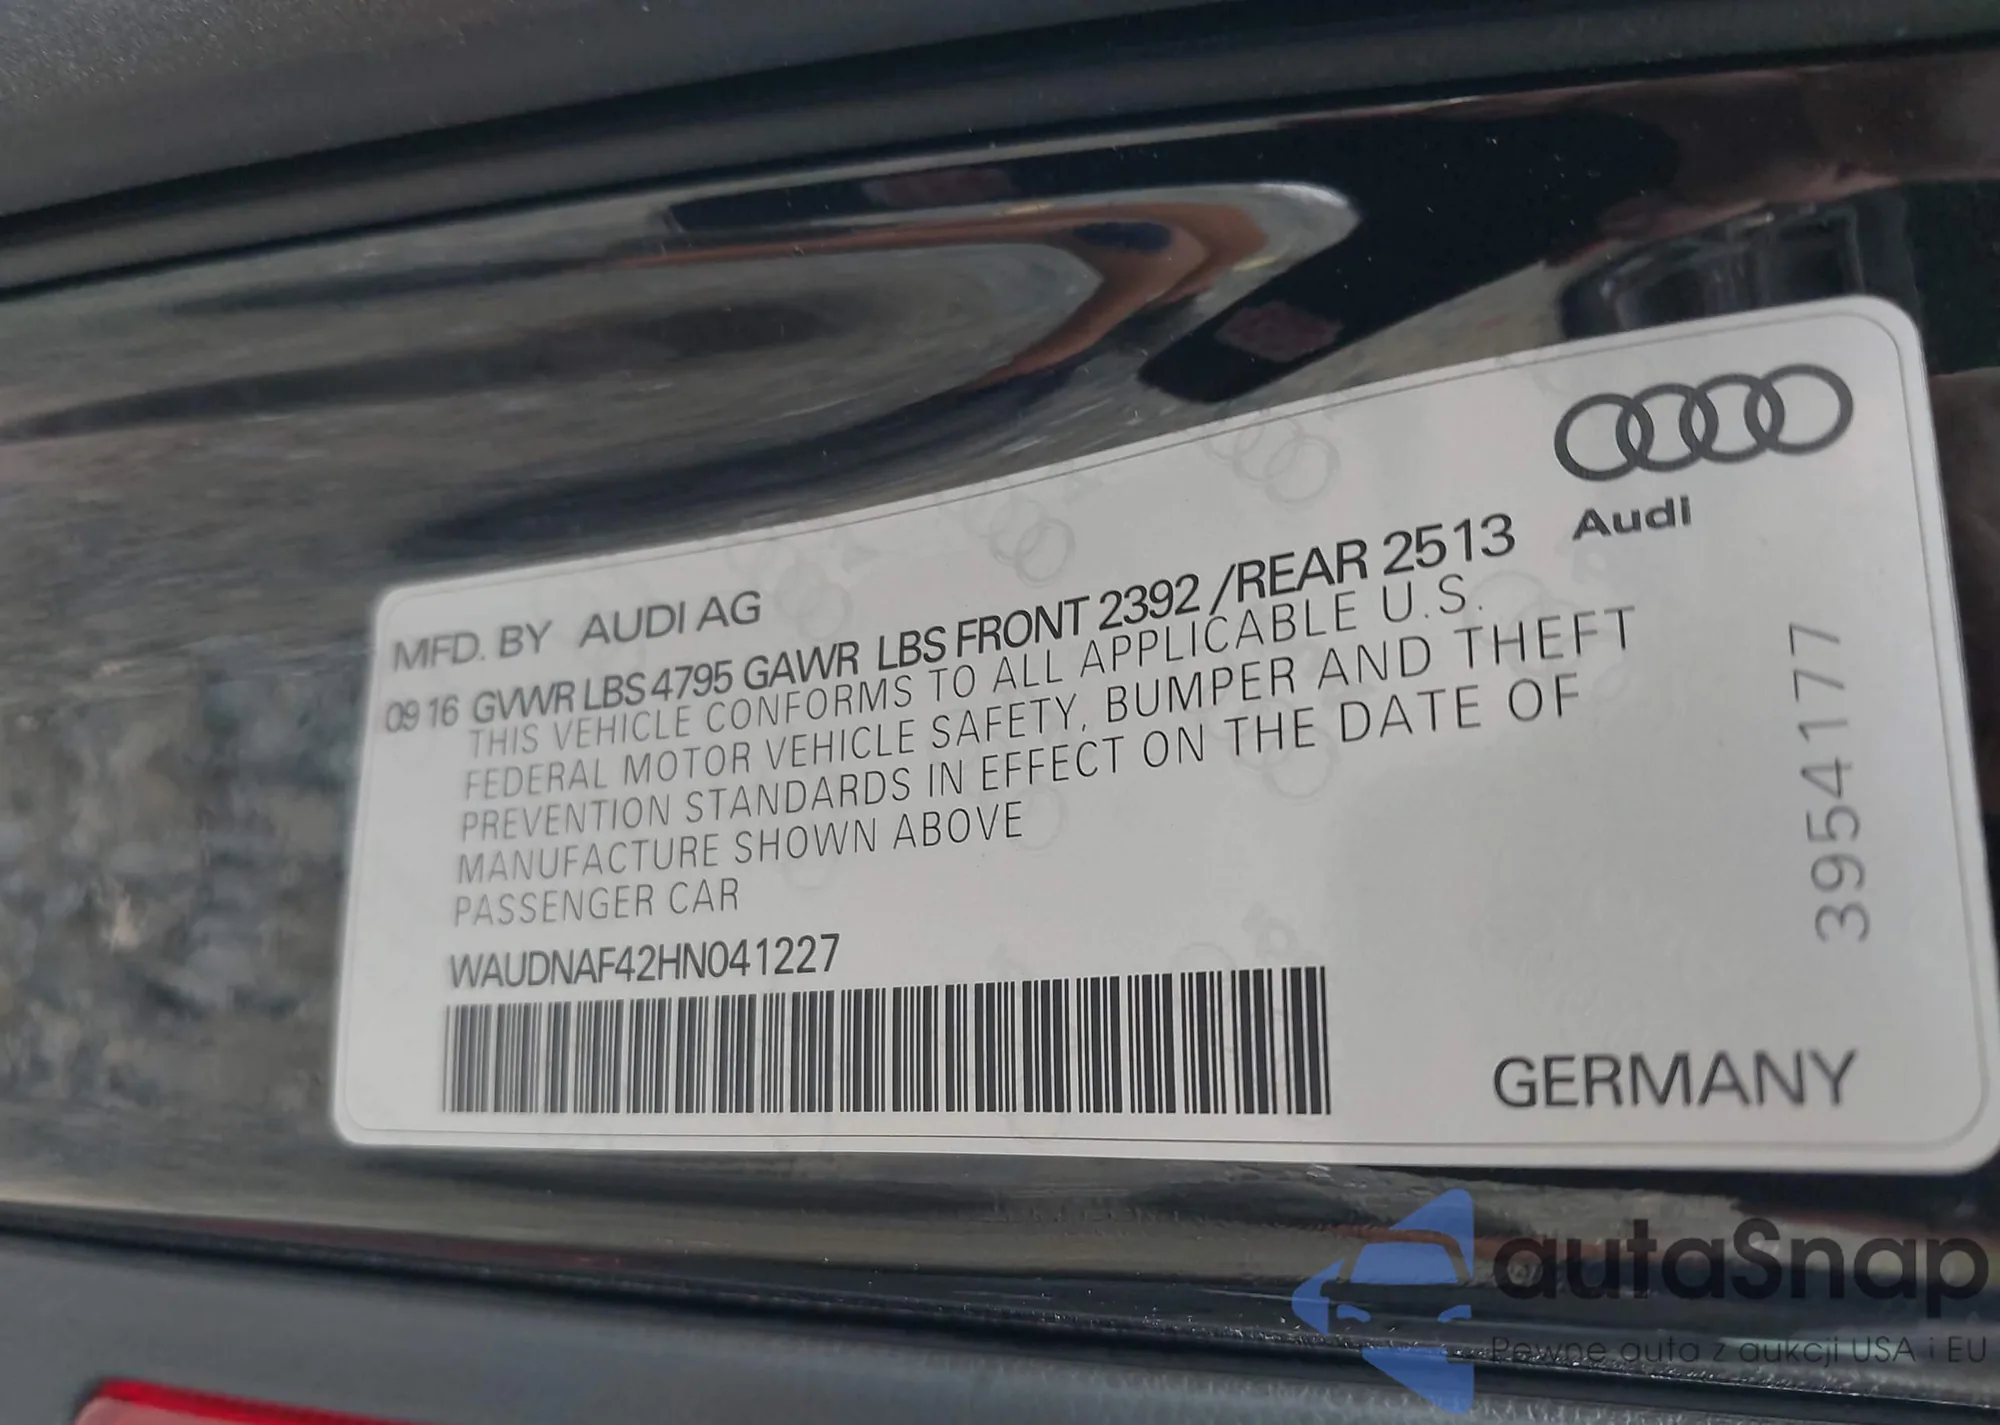 Audi
MFD. BY AUDI AG
09 16 GVWR LBS 4795 GAWR LBS FRONT 2392 /REAR 2513
THIS VEHICLE CONFORMS TO ALL APPLICABLE U.S.
FEDERAL MOTOR VEHICLE SAFETY, BUMPER AND THEFT
PREVENTION STANDARDS IN EFFECT ON THE DATE OF
MANUFACTURE SHOWN ABOVE
PASSENGER CAR
WAUDNAF42HN041227
3954177
GERMANY
autaSnap
Pewne auta z aukcji USA i EU